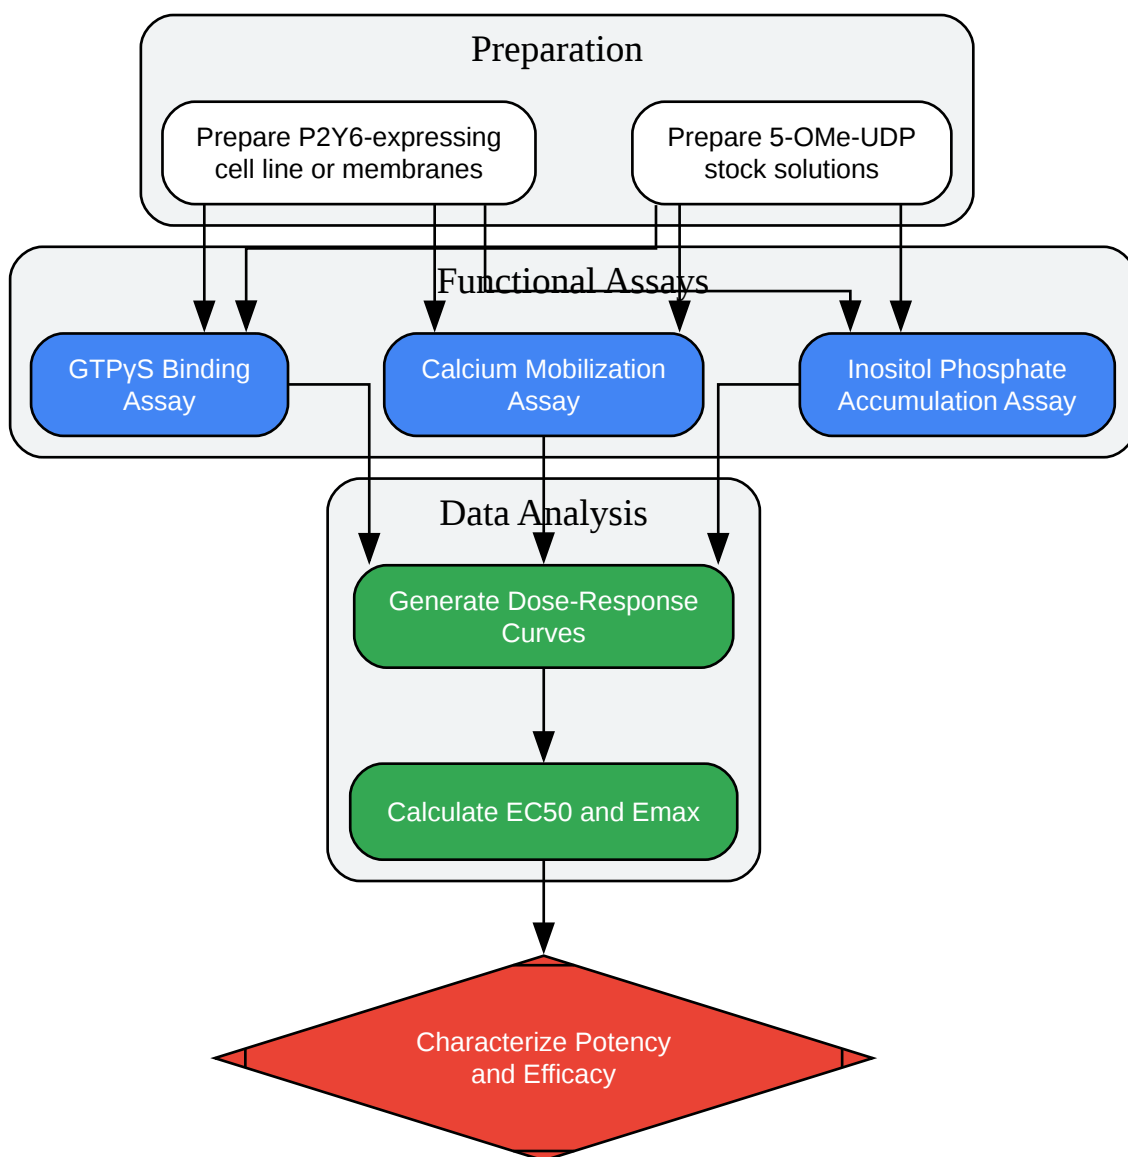 Preparation
Prepare P2Y6-expressing
cell line or membranes
Prepare 5-OMe-UDP
stock solutions
Functional Assays
GTPγS Binding
Assay
Calcium Mobilization
Assay
Inositol Phosphate
Accumulation Assay
Data Analysis
Generate Dose-Response
Curves
Calculate EC50 and Emax
Characterize Potency
and Efficacy